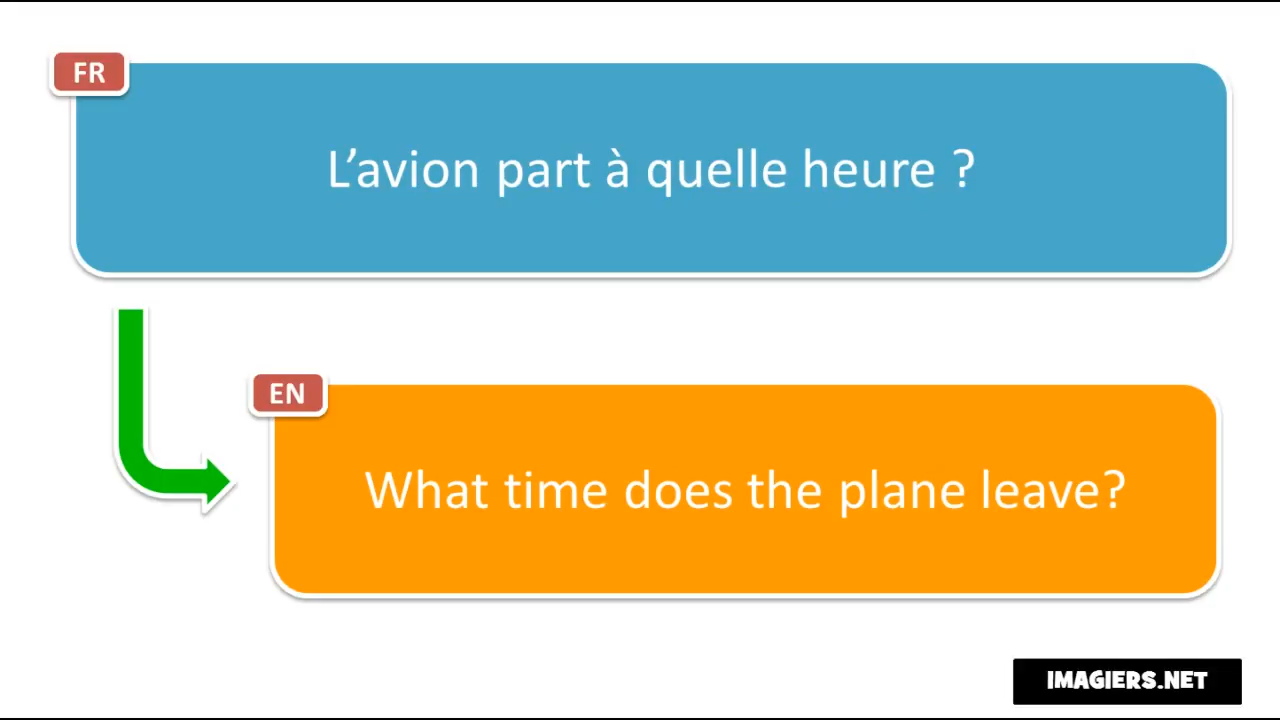 FR
L’avion part à quelle heure ?
EN
What time does the plane leave?
IMAGIERS.NET